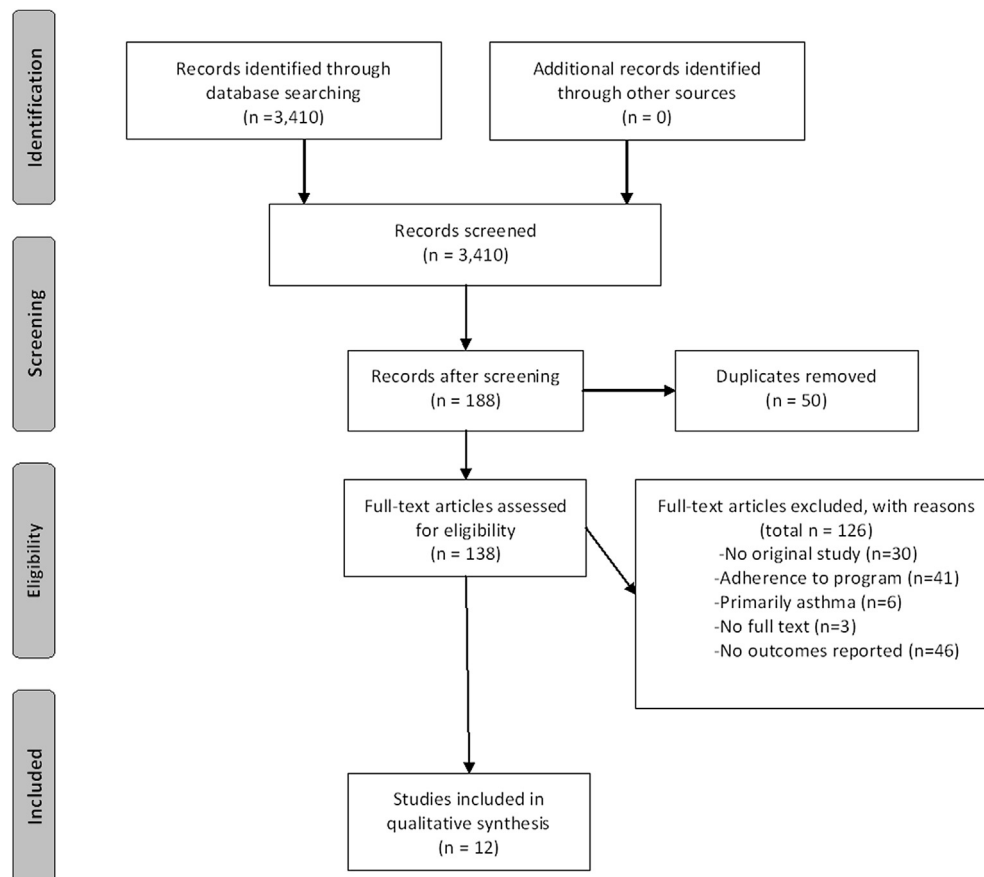 Identification
Records identified through
database searching
(n =3,410)
Additional records identified
through other sources
(n = 0)
Records screened
(n = 3,410)
Screening
Records after screening
(n = 188)
Duplicates removed
(n = 50)
Eligibility
Full-text articles assessed
for eligibility
(n = 138)
Full-text articles excluded, with reasons
(total n = 126)
-No original study (n=30)
-Adherence to program (n=41)
-Primarily asthma (n=6)
-No full text (n=3)
-No outcomes reported (n=46)
Included
Studies included in
qualitative synthesis
(n = 12)